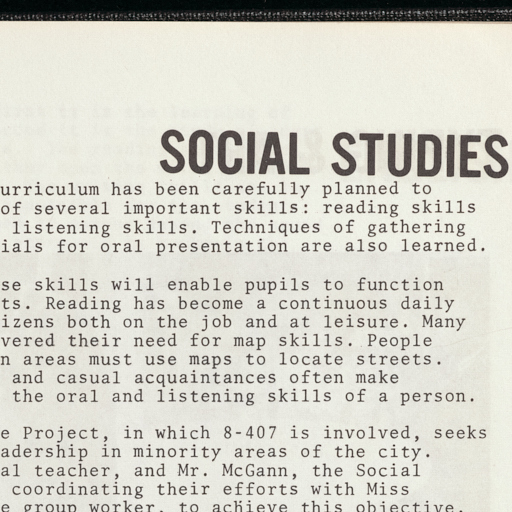 SOCIAL STUDIES
urriculum has been carefully planned to
of several important skills: reading skills
listening skills. Techniques of gathering
ials for oral presentation are also learned.
se skills will enable pupils to function
ts. Reading has become a continuous daily
izens both on the job and at leisure. Many
vered their need for map skills. People
n areas must use maps to locate streets.
and casual acquaintances often make
the oral and listening skills of a person.
e Project, in which 8-407 is involved, seeks
adership in minority areas of the city.
al teacher, and Mr. McGann, the Social
coordinating their efforts with Miss
e group worker, to achieve this objective.